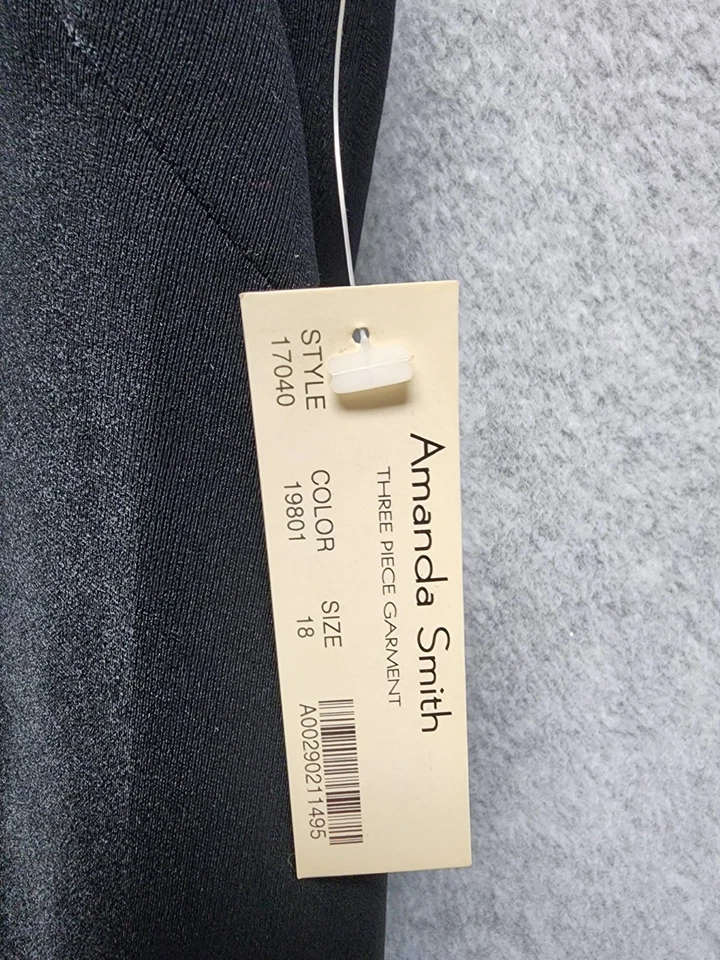 Amanda Smith
THREE PIECE GARMENT
STYLE COLOR SIZE
17040 19801 18
A00290211495